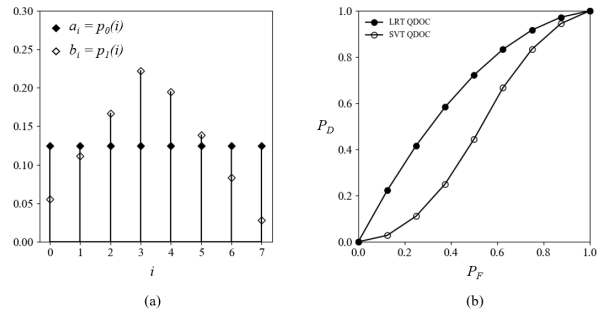 0.30
0.25
0.20
0.15
0.10
0.05
0.00
a_i = p_0(i)
b_i = p_1(i)
0 1 2 3 4 5 6 7
i
(a)
1.0
0.8
0.6
0.4
0.2
0.0
P_D
LRT QDOC
SVT QDOC
0.0 0.2 0.4 0.6 0.8 1.0
P_F
(b)